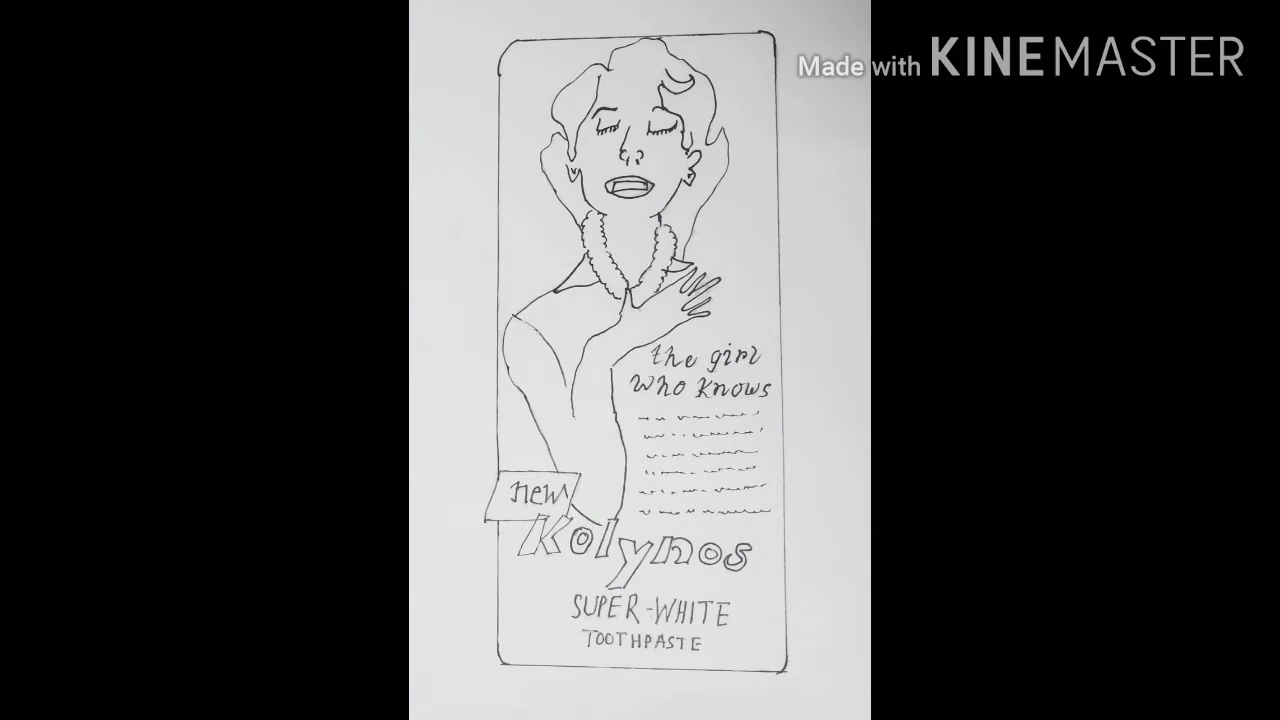 Made with KINEMASTER
the girl
who knows
new
Kolynos
SUPER-WHITE
TOOTHPASTE